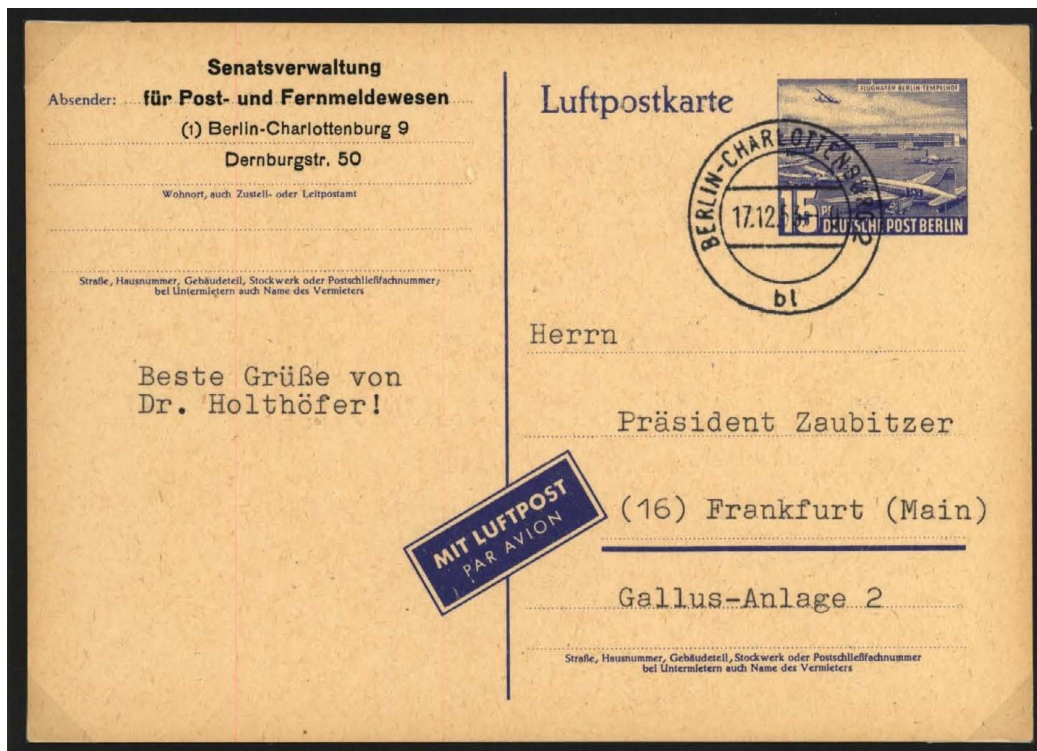 Senatsverwaltung
Absender: für Post- und Fernmeldewesen
(1) Berlin-Charlottenburg 9
Dernburgstr. 50
Wohnort, auch Zustell- oder Leitpostamt
Straße, Hausnummer, Gebäudeteil, Stockwerk oder Postschließfachnummer;
bei Untermietern auch Name des Vermieters
Beste Grüße von
Dr. Holthöfer!
Luftpostkarte
FLUGHAFEN BERLIN-TEMPELHOF
15 PF
DEUTSCHE POST BERLIN
BERLIN-CHARLOTTENBURG 2
17.12.53
bl
Herrn
Präsident Zaubitzer
(16) Frankfurt (Main)
Gallus-Anlage 2
Straße, Hausnummer, Gebäudeteil, Stockwerk oder Postschließfachnummer
bei Untermietern auch Name des Vermieters
MIT LUFTPOST
PAR AVION